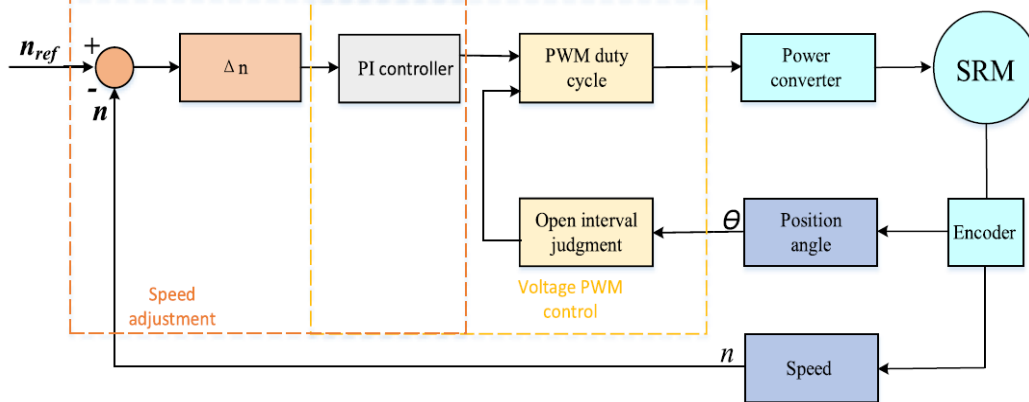 n_ref
+
-
n
Δ n
PI controller
PWM duty
cycle
Power
converter
SRM
Open interval
judgment
θ
Position
angle
Encoder
Speed
adjustment
Voltage PWM
control
n
Speed